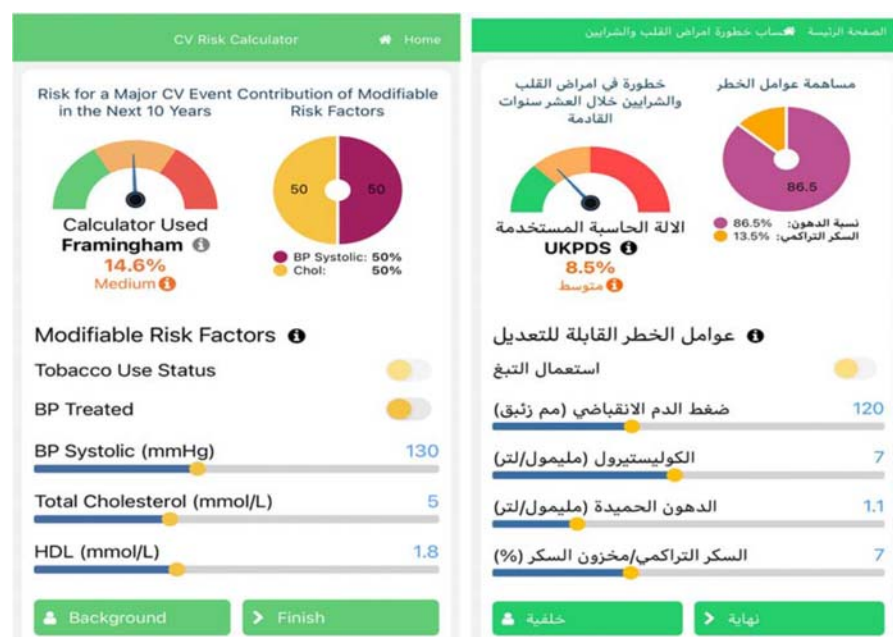 CV Risk Calculator
Home
Risk for a Major CV Event
in the Next 10 Years
Contribution of Modifiable
Risk Factors
50
50
Calculator Used
Framingham
14.6%
Medium
BP Systolic: 50%
Chol: 50%
Modifiable Risk Factors
Tobacco Use Status
BP Treated
BP Systolic (mmHg) 130
Total Cholesterol (mmol/L) 5
HDL (mmol/L) 1.8
Background
Finish
الصفحة الرئيسة
حساب خطورة امراض القلب والشرايين
خطورة في امراض القلب
والشرايين خلال العشر سنوات
القادمة
مساهمة عوامل الخطر
86.5
الالة الحاسبة المستخدمة
UKPDS
8.5%
متوسط
نسبة الدهون: 86.5%
السكر التراكمي: 13.5%
عوامل الخطر القابلة للتعديل
استعمال التبغ
ضغط الدم الانقباضي (مم زئبق) 120
الكوليستيرول (مليمول/لتر) 7
الدهون الحميدة (مليمول/لتر) 1.1
السكر التراكمي/مخزون السكر (%) 7
خلفية
نهاية